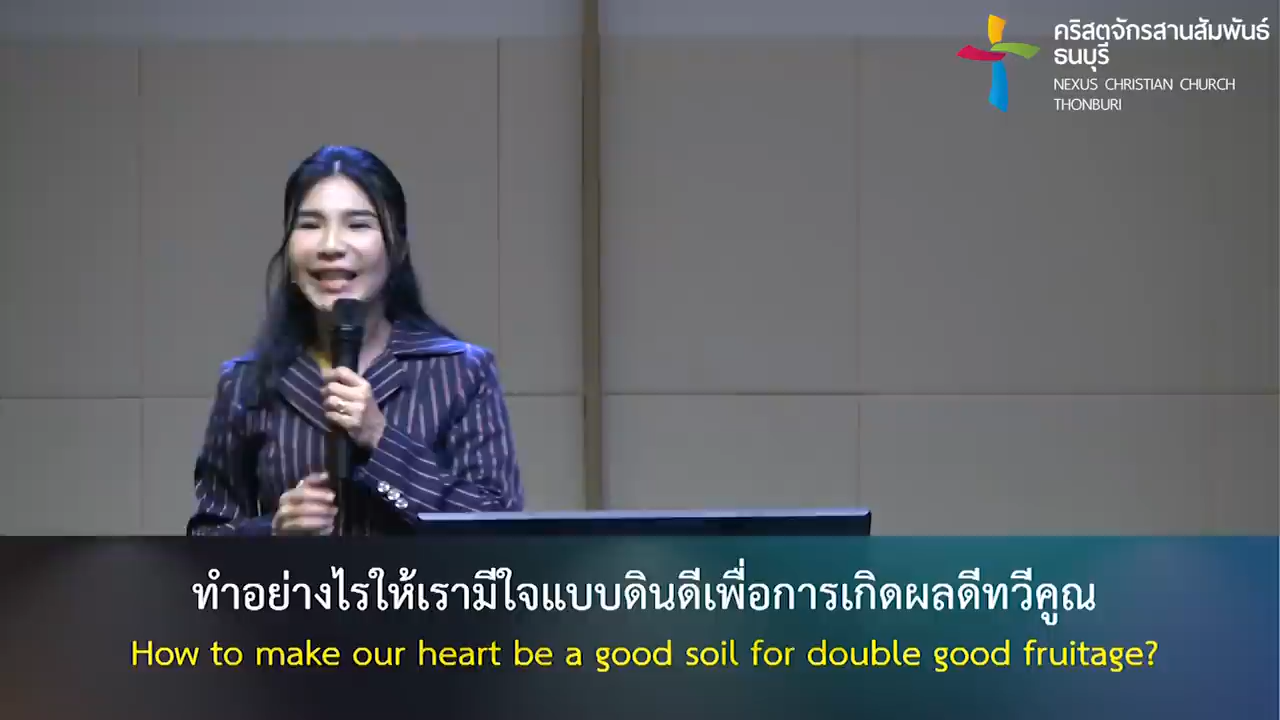 คริสตจักรสานสัมพันธ์
ธนบุรี
NEXUS CHRISTIAN CHURCH
THONBURI
ทำอย่างไรให้เรามีใจแบบดินดีเพื่อการเกิดผลดีทวีคูณ
How to make our heart be a good soil for double good fruitage?